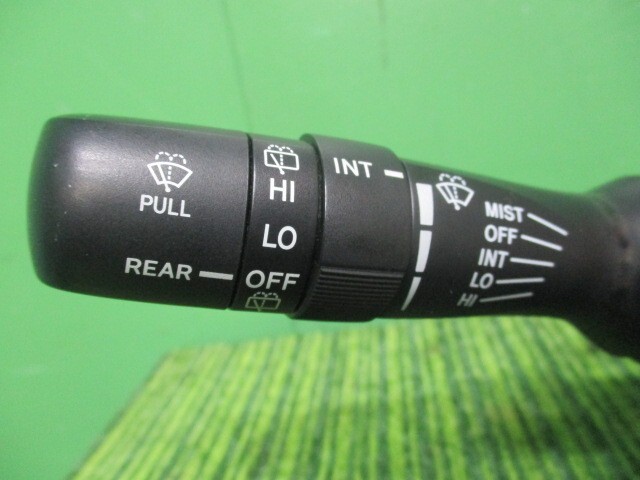 PULL
REAR
HI
LO
OFF
INT
MIST
OFF
INT
LO
HI